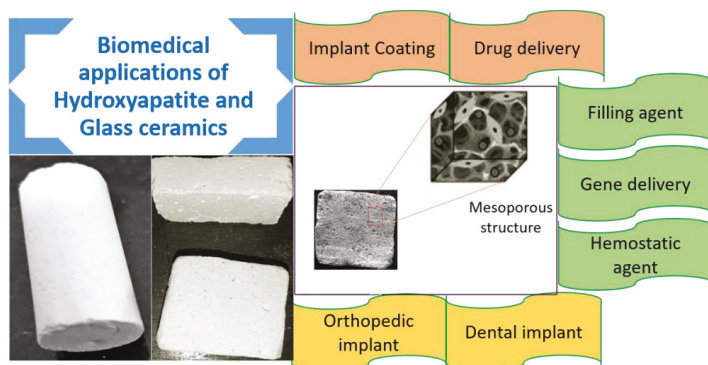 Biomedical
applications of
Hydroxyapatite and
Glass ceramics
Implant Coating
Drug delivery
Filling agent
Gene delivery
Hemostatic
agent
Mesoporous
structure
Orthopedic
implant
Dental implant